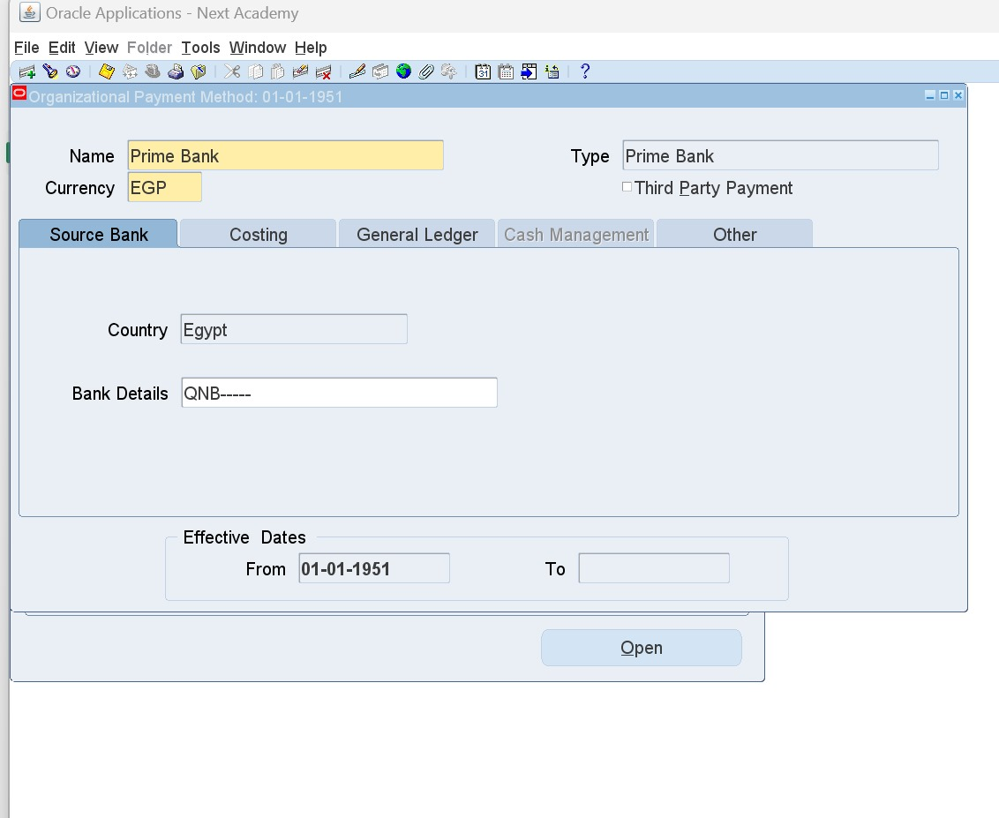 Oracle Applications - Next Academy
File Edit View Folder Tools Window Help
Organizational Payment Method: 01-01-1951
Name Prime Bank Type Prime Bank
Currency EGP Third Party Payment
Source Bank Costing General Ledger Cash Management Other
Country Egypt
Bank Details QNB-----
Effective Dates
From 01-01-1951 To
Open